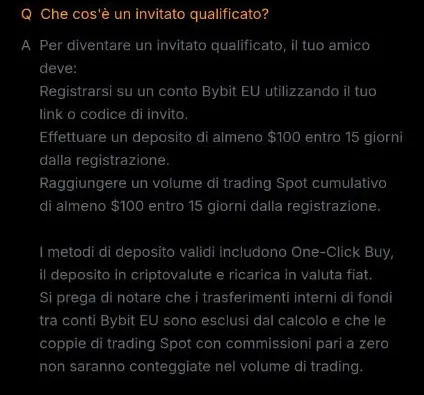 Q Che cos'è un invitato qualificato?
A Per diventare un invitato qualificato, il tuo amico
deve:
Registrarsi su un conto Bybit EU utilizzando il tuo
link o codice di invito.
Effettuare un deposito di almeno $100 entro 15 giorni
dalla registrazione.
Raggiungere un volume di trading Spot cumulativo
di almeno $100 entro 15 giorni dalla registrazione.
I metodi di deposito validi includono One-Click Buy,
il deposito in criptovalute e ricarica in valuta fiat.
Si prega di notare che i trasferimenti interni di fondi
tra conti Bybit EU sono esclusi dal calcolo e che le
coppie di trading Spot con commissioni pari a zero
non saranno conteggiate nel volume di trading.